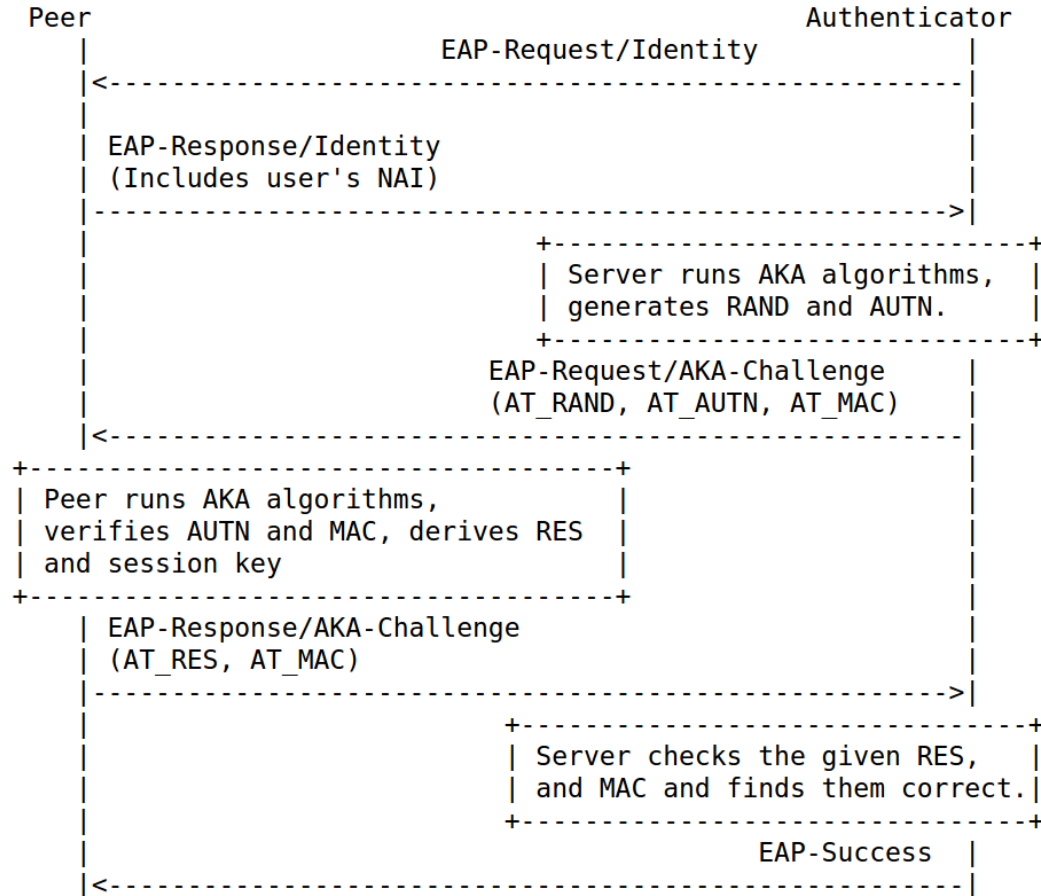 Peer Authenticator
EAP-Request/Identity
EAP-Response/Identity
(Includes user's NAI)
Server runs AKA algorithms,
generates RAND and AUTN.
EAP-Request/AKA-Challenge
(AT_RAND, AT_AUTN, AT_MAC)
Peer runs AKA algorithms,
verifies AUTN and MAC, derives RES
and session key
EAP-Response/AKA-Challenge
(AT_RES, AT_MAC)
Server checks the given RES,
and MAC and finds them correct.
EAP-Success